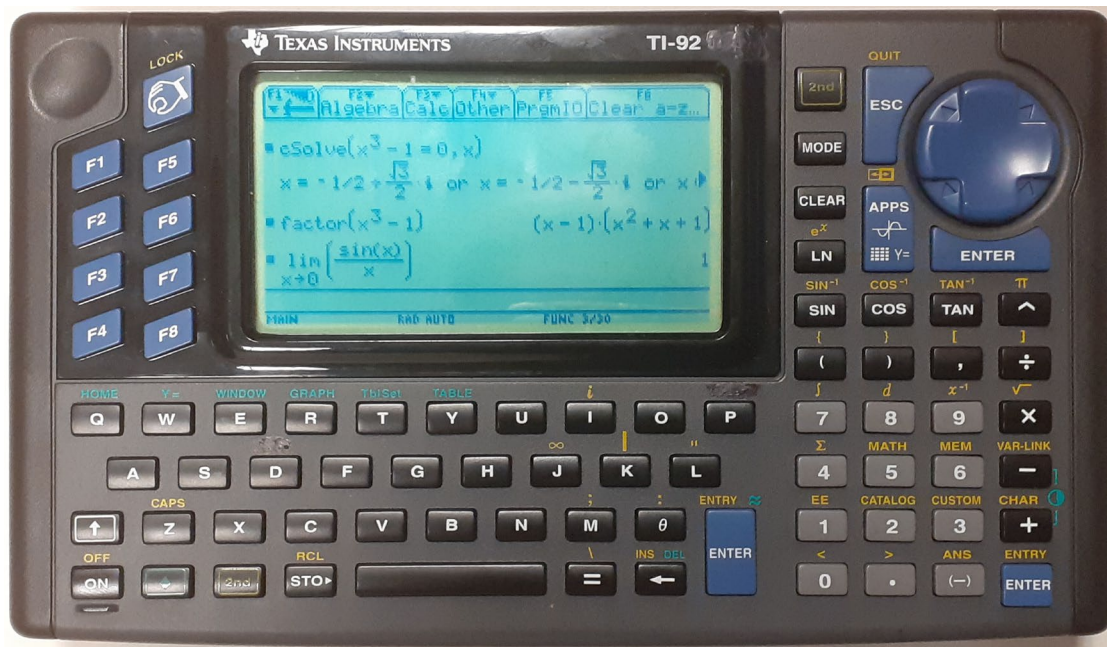 TEXAS INSTRUMENTS TI-92
LOCK
F1 F5
F2 F6
F3 F7
F4 F8
F1 F2 F3 F4 F5 F6
Algebra Calc Other PrgmIO Clear a-z…
▪ cSolve(x³ - 1 = 0, x)
x = -1/2 + √3/2·i or x = -1/2 - √3/2·i or x
▪ factor(x³ - 1) (x - 1)·(x² + x + 1)
▪ lim x→0 (sin(x)/x) 1
MAIN RAD AUTO FUNC 3/30
QUIT
2nd ESC
MODE
CLEAR APPS
eˣ
LN Y= ENTER
SIN⁻¹ COS⁻¹ TAN⁻¹ π
SIN COS TAN ^
{ } [ ]
( ) , ÷
∫ d x⁻¹ √
7 8 9 ×
Σ MATH MEM VAR-LINK
4 5 6 −
EE CATALOG CUSTOM CHAR
1 2 3 +
< > ANS ENTRY
0 . (−) ENTER
HOME Y= WINDOW GRAPH TblSet TABLE i
Q W E R T Y U I O P
∞ | "
A S D F G H J K L
CAPS ; : ENTRY ≈
↑ Z X C V B N M θ ENTER
OFF RCL \ INS DEL
ON 2nd STO▸ = ←